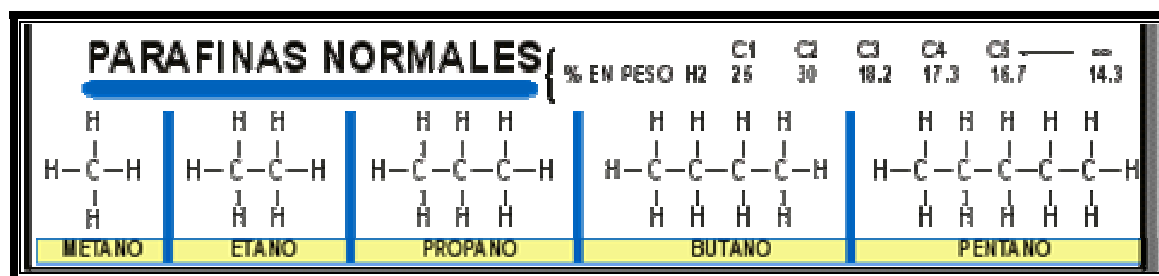 PARAFINAS NORMALES
C1 C2 C3 C4 C5 —— ∞
% EN PESO H2 25 30 18.2 17.3 16.7 14.3
H H H H H H H H H H H H H H H
H–C–H H–C–C–H H–C–C–C–H H–C–C–C–C–H H–C–C–C–C–C–H
H H H H H H H H H H H H H H H
METANO ETANO PROPANO BUTANO PENTANO